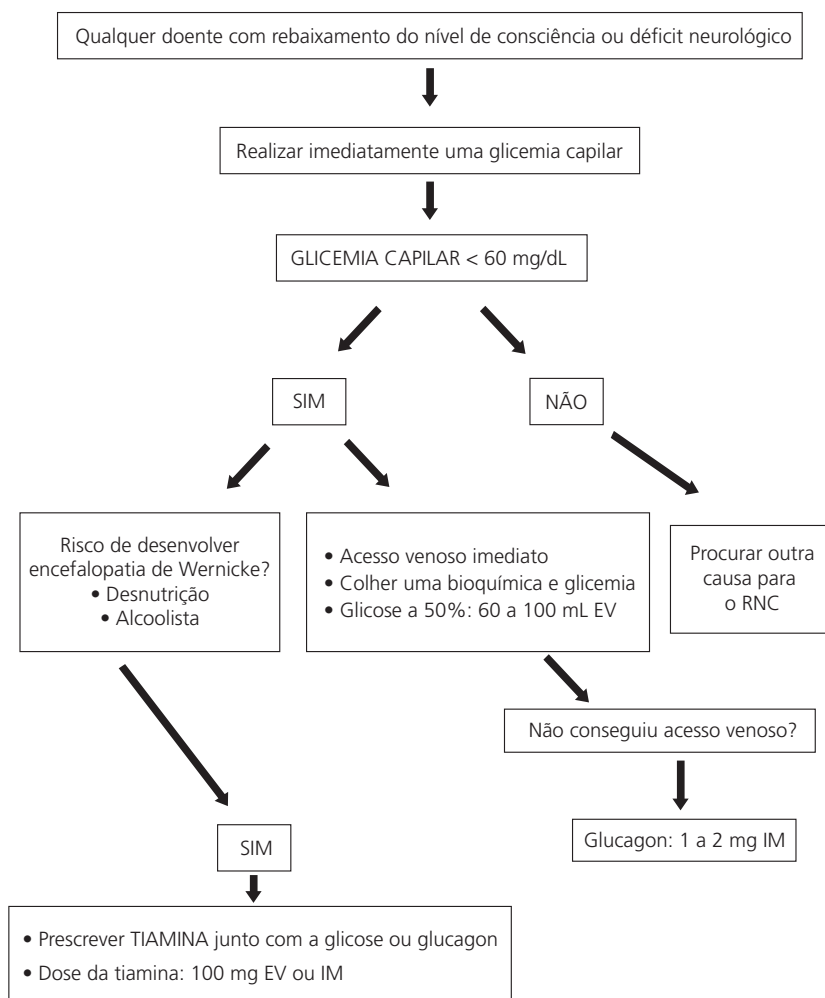 Qualquer doente com rebaixamento do nível de consciência ou déficit neurológico
Realizar imediatamente uma glicemia capilar
GLICEMIA CAPILAR < 60 mg/dL
SIM
NÃO
Risco de desenvolver
encefalopatia de Wernicke?
• Desnutrição
• Alcoolista
• Acesso venoso imediato
• Colher uma bioquímica e glicemia
• Glicose a 50%: 60 a 100 mL EV
Procurar outra
causa para
o RNC
Não conseguiu acesso venoso?
Glucagon: 1 a 2 mg IM
SIM
• Prescrever TIAMINA junto com a glicose ou glucagon
• Dose da tiamina: 100 mg EV ou IM